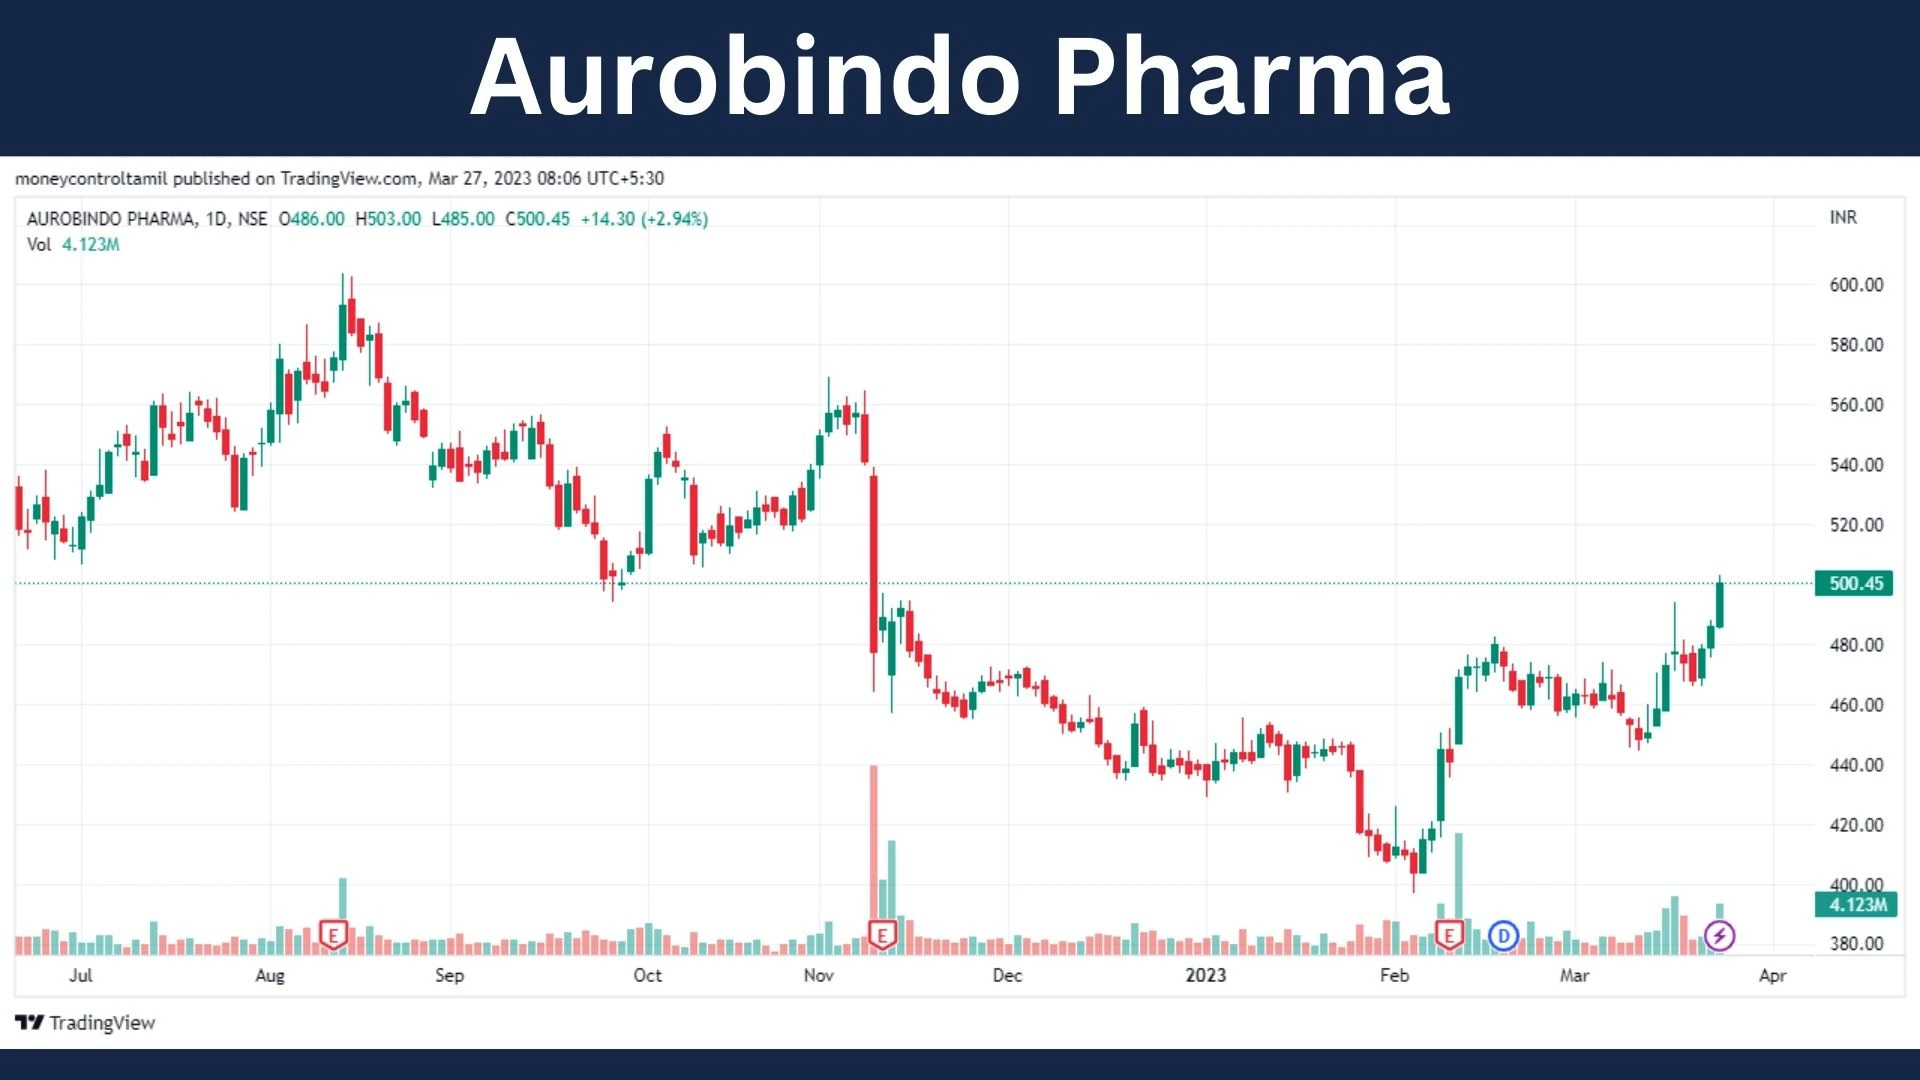 Aurobindo Pharma
moneycontroltamil published on TradingView.com, Mar 27, 2023 08:06 UTC+5:30
AUROBINDO PHARMA, 1D, NSE O486.00 H503.00 L485.00 C500.45 +14.30 (+2.94%)
INR
Vol 4.123M
600.00
580.00
560.00
540.00
520.00
500.45
480.00
460.00
440.00
420.00
400.00
4.123M
E E E D
380.00
Jul Aug Sep Oct Nov Dec 2023 Feb Mar Apr
TradingView